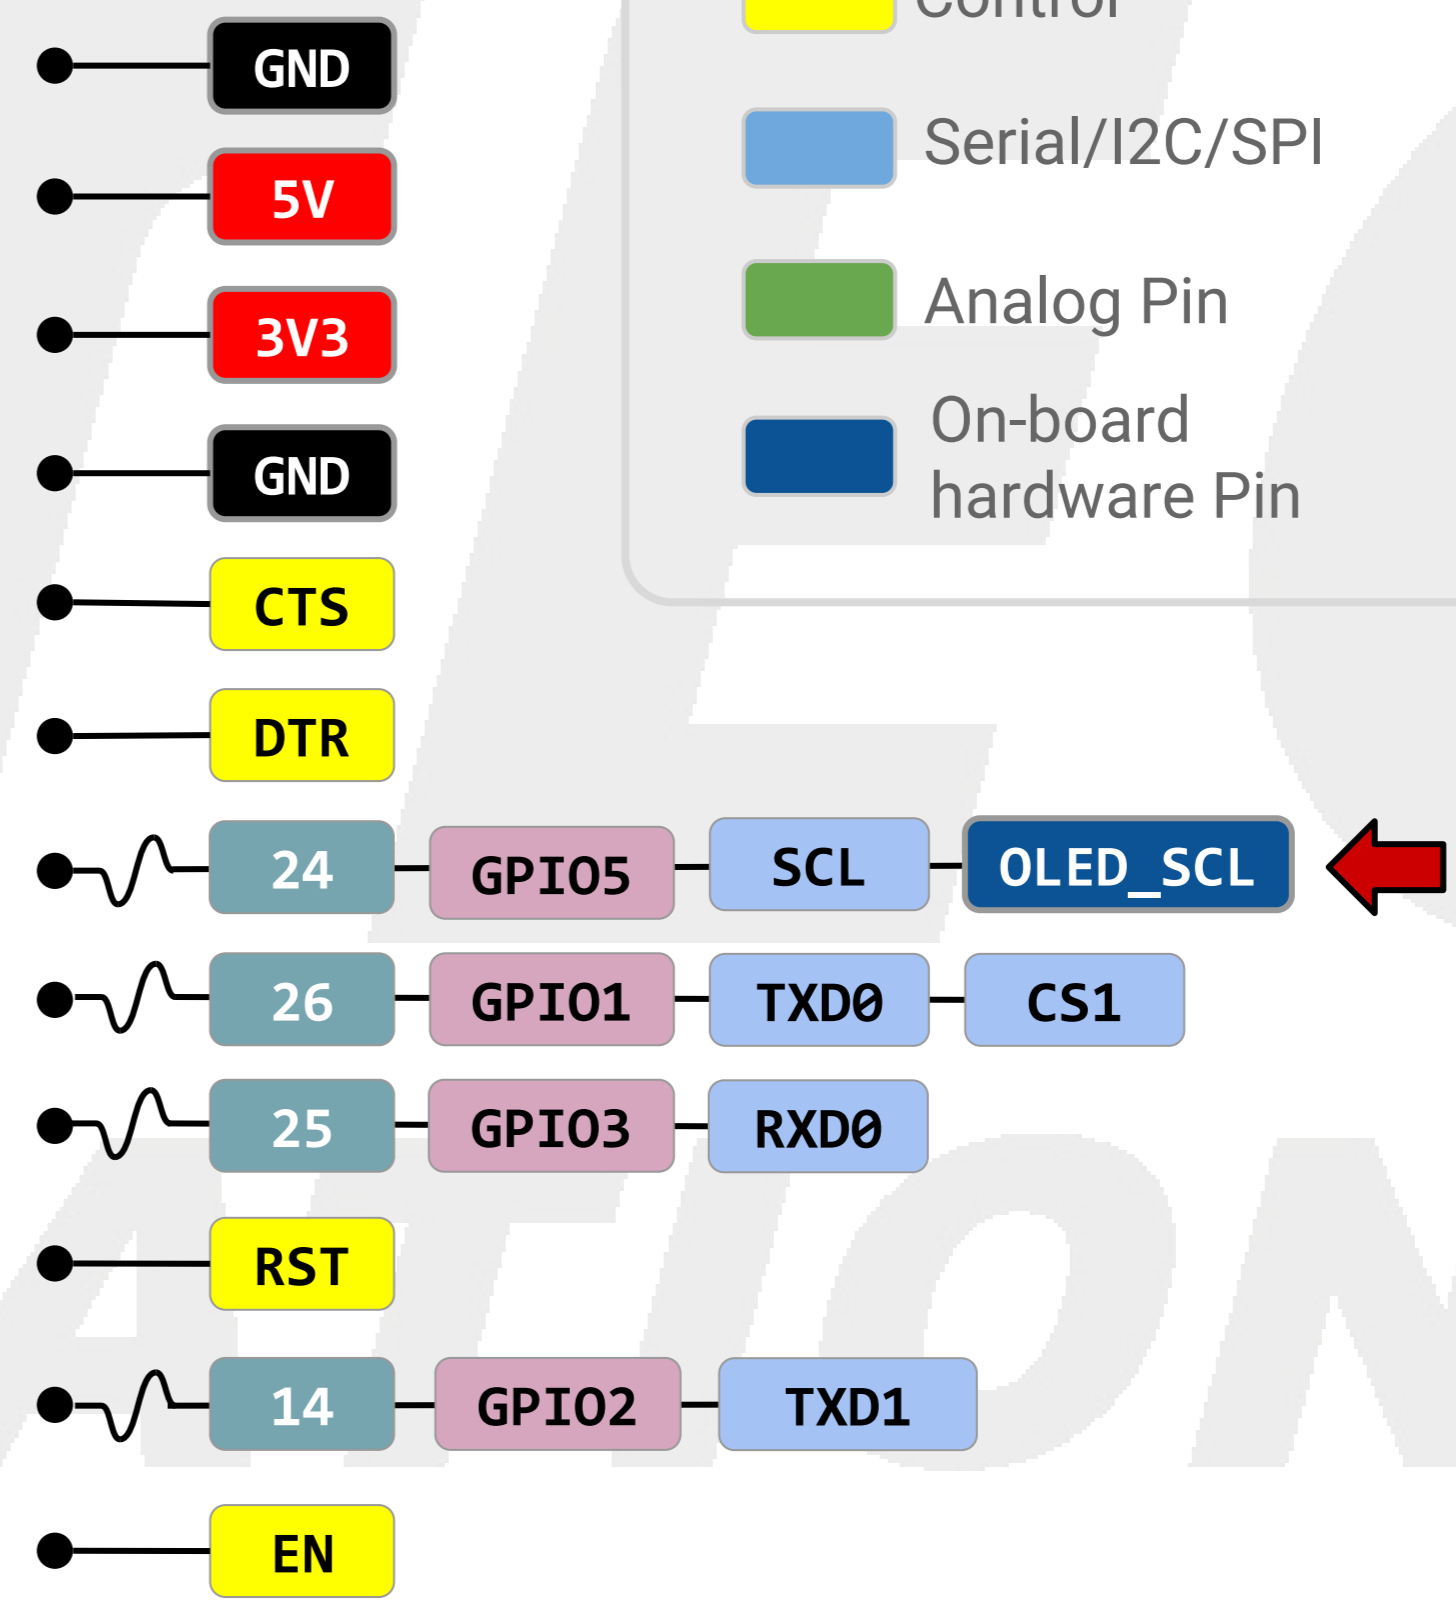 GND
5V
3V3
GND
CTS
DTR
24 GPIO5 SCL OLED_SCL
26 GPIO1 TXD0 CS1
25 GPIO3 RXD0
RST
14 GPIO2 TXD1
EN
Control
Serial/I2C/SPI
Analog Pin
On-board
hardware Pin